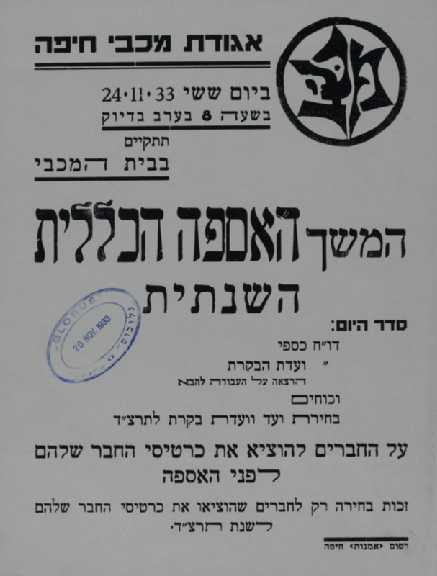 אגודת מכבי חיפה
ביום ששי 24·11·33
בשעה 8 בערב בדיוק
תתקיים
בבית המכבי
המשך האספה הכללית
השנתית
סדר היום:
דו״ח כספי
״ ועדת הבקרת
הרצאה על העבודה להבא
וכוחים
בחירת ועד וועדת בקרת לתרצ״ד
על החברים להוציא את כרטיסי החבר שלהם
לפני האספה
זכות בחירה רק לחברים שהוציאו את כרטיסי החבר שלהם
לשנת תרצ״ד·
דפוס «אמנות» חיפה
GLOBUS
20 NOV 1933
גלובוס